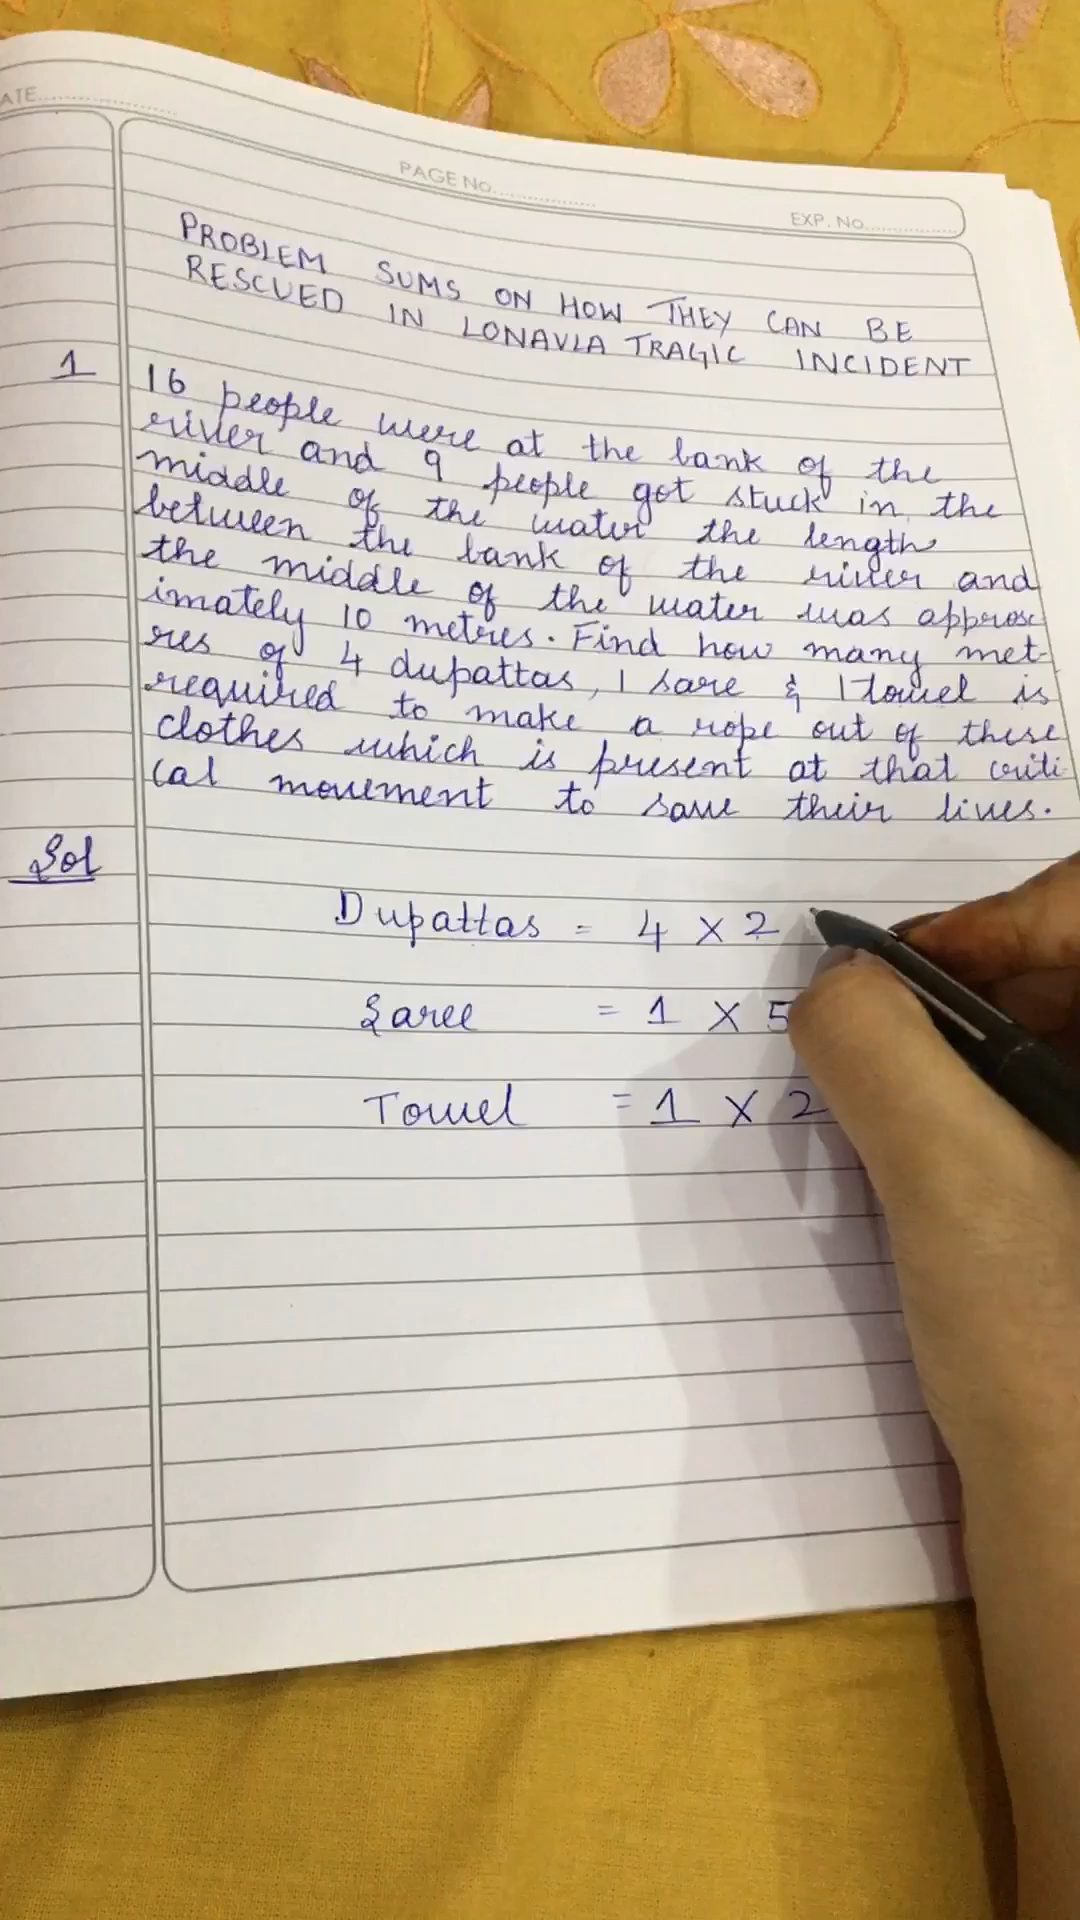 ATE
PAGE No.
EXP. No.
PROBLEM SUMS ON HOW THEY CAN BE
RESCUED IN LONAVLA TRAGIC INCIDENT
1 16 people were at the bank of the
river and 9 people got stuck in the
middle of the water the length
between the bank of the river and
the middle of the water was approx
imately 10 metres. Find how many met-
res of 4 dupattas, 1 sare & 1 towel is
required to make a rope out of these
clothes which is present at that criti
cal movement to save their lives.
Sol
Dupattas = 4 X 2
Saree = 1 X 5
Towel = 1 X 2